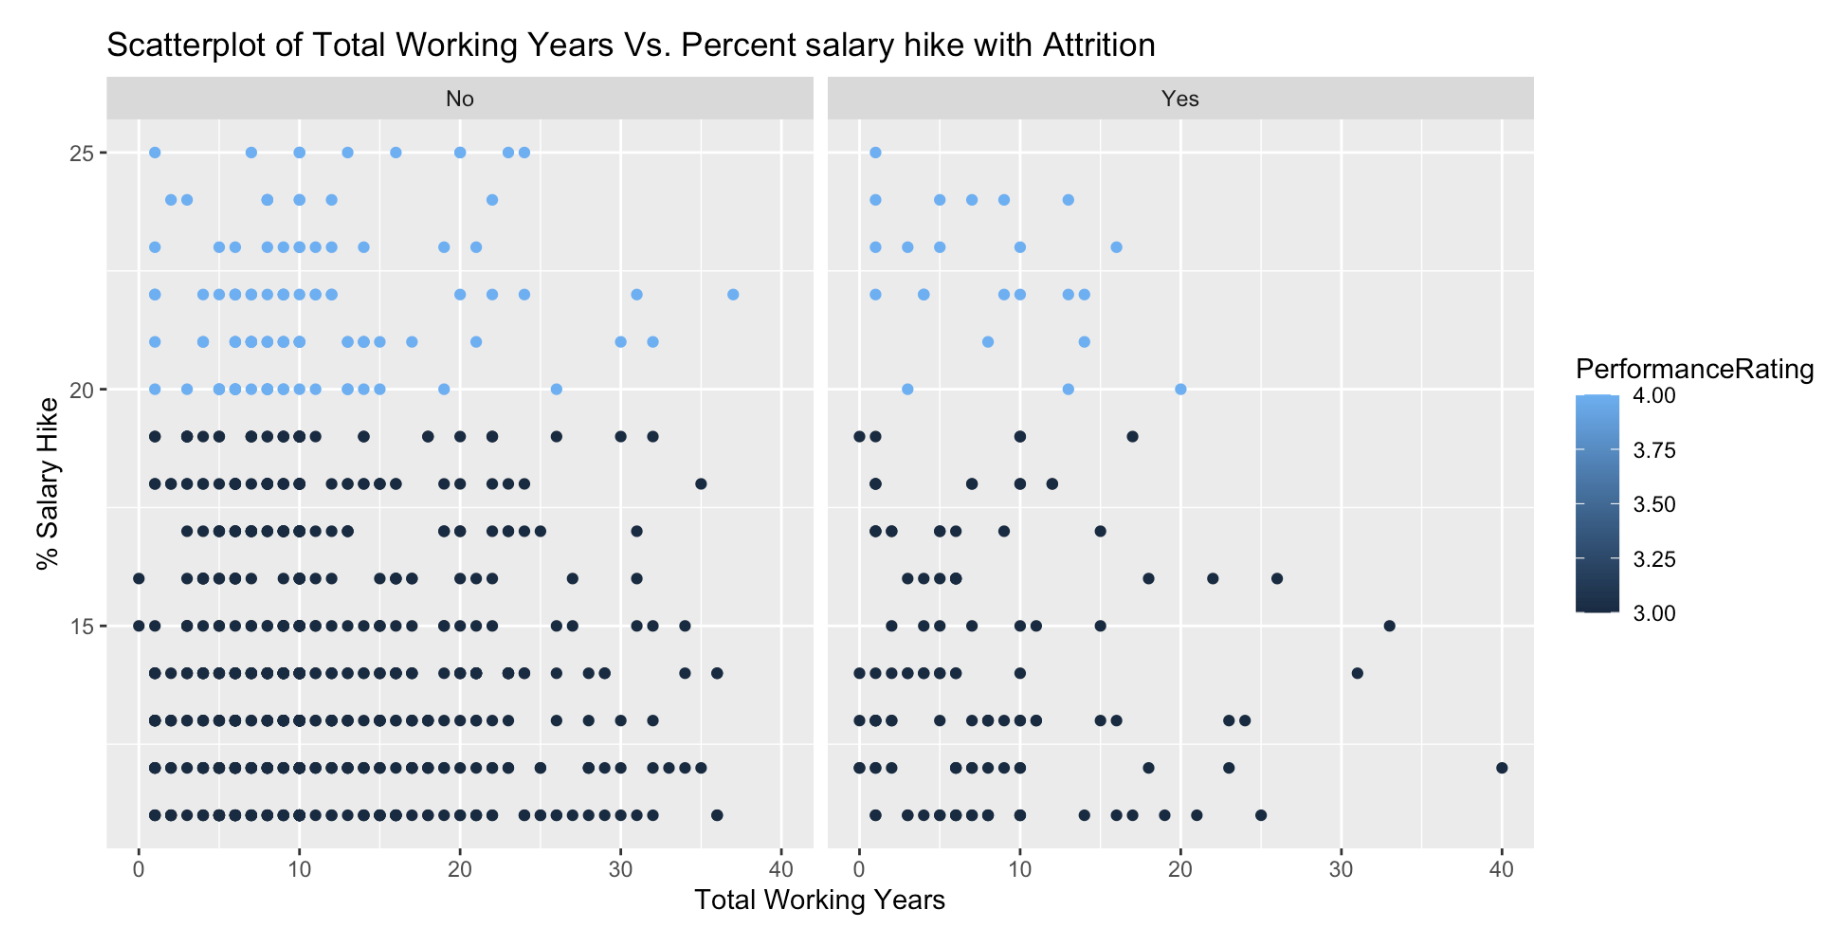 Scatterplot of Total Working Years Vs. Percent salary hike with Attrition
No
Yes
25
20
15
% Salary Hike
0 10 20 30 40
0 10 20 30 40
Total Working Years
PerformanceRating
4.00
3.75
3.50
3.25
3.00